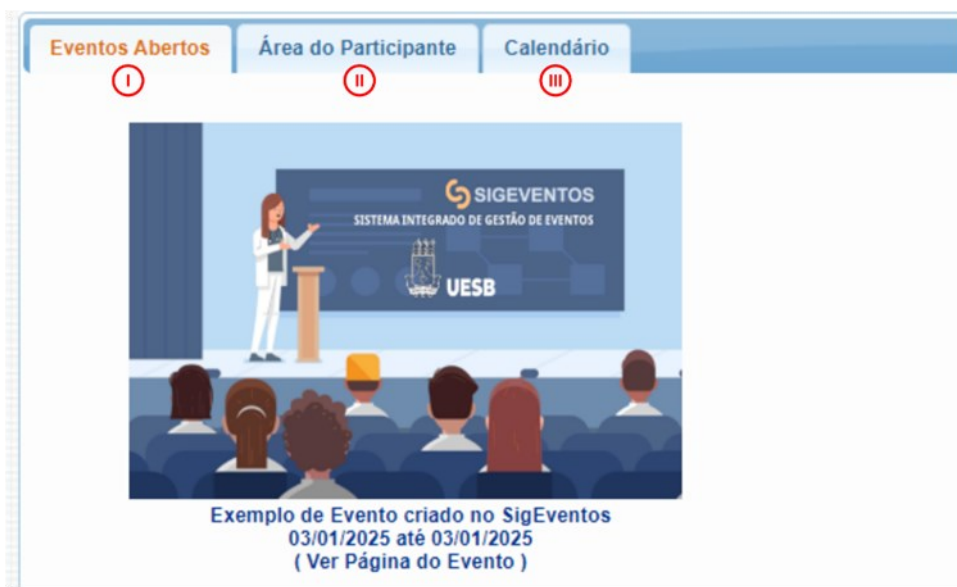 Eventos Abertos Área do Participante Calendário
I II III
SIGEVENTOS
SISTEMA INTEGRADO DE GESTÃO DE EVENTOS
UESB
Exemplo de Evento criado no SigEventos
03/01/2025 até 03/01/2025
( Ver Página do Evento )